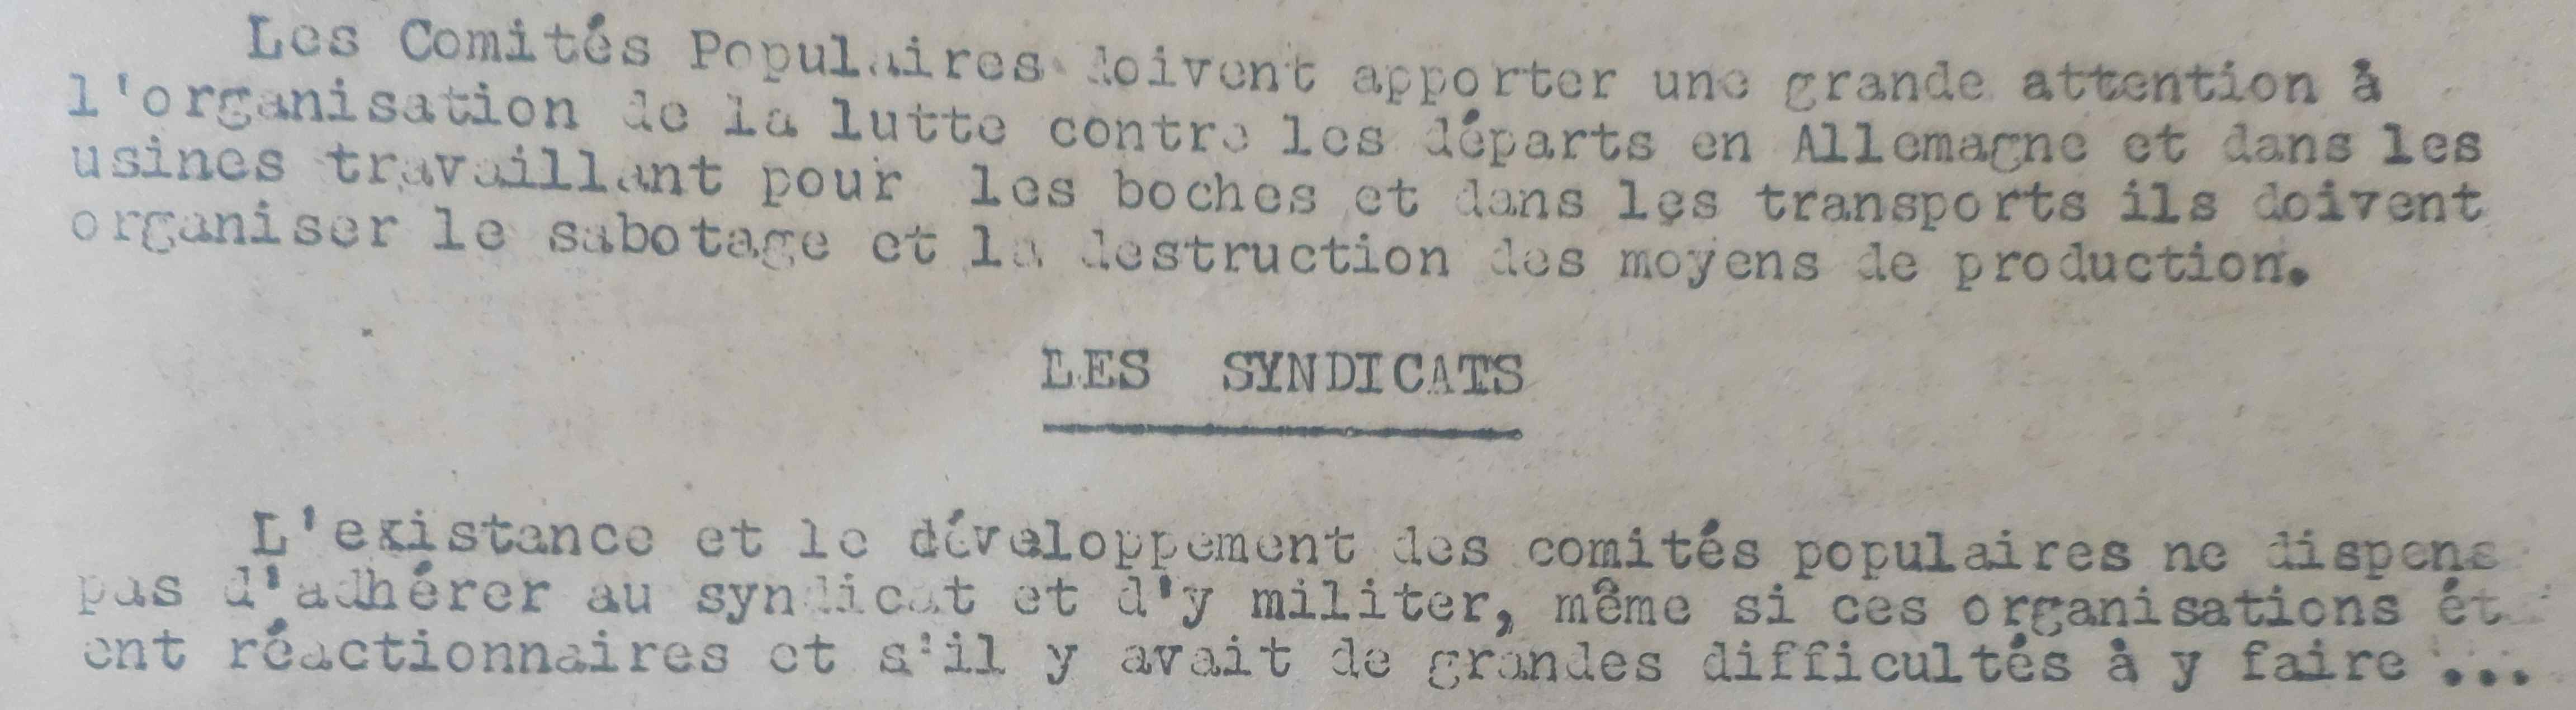 Les Comités Populaires doivent apporter une grande attention à
l'organisation de la lutte contre les départs en Allemagne et dans les
usines travaillant pour les boches et dans les transports ils doivent
organiser le sabotage et la destruction des moyens de production.
LES SYNDICATS
L'existance et le développement des comités populaires ne dispens
pas d'adhérer au syndicat et d'y militer, même si ces organisations ét
ent réactionnaires et s'il y avait de grandes difficultés à y faire ...